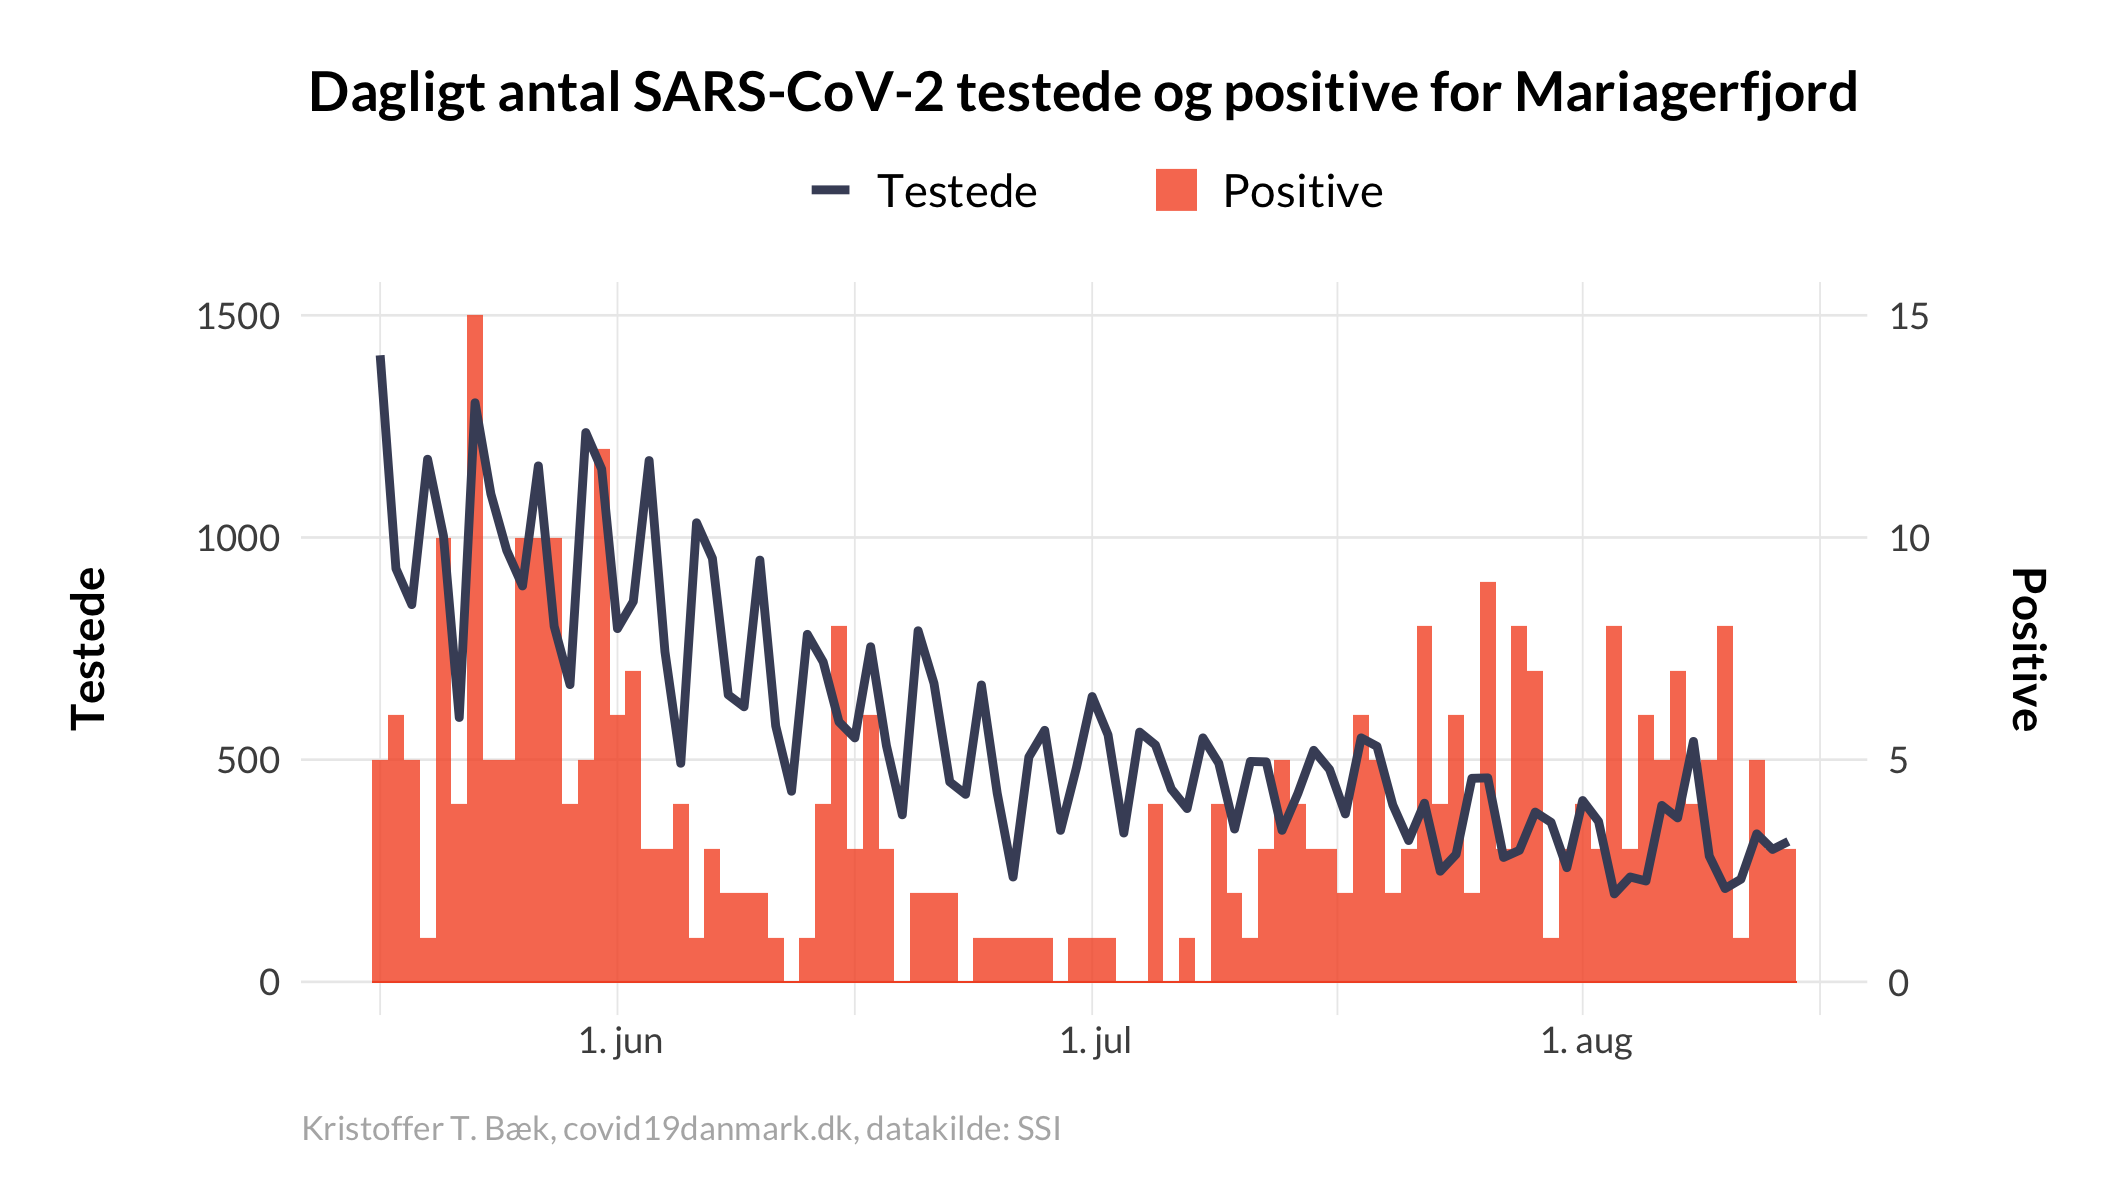 Dagligt antal SARS-CoV-2 testede og positive for Mariagerfjord
Testede
Positive
1500
1000
500
0
Testede
15
10
5
0
Positive
1. jun
1. jul
1. aug
Kristoffer T. Bæk, covid19danmark.dk, datakilde: SSI